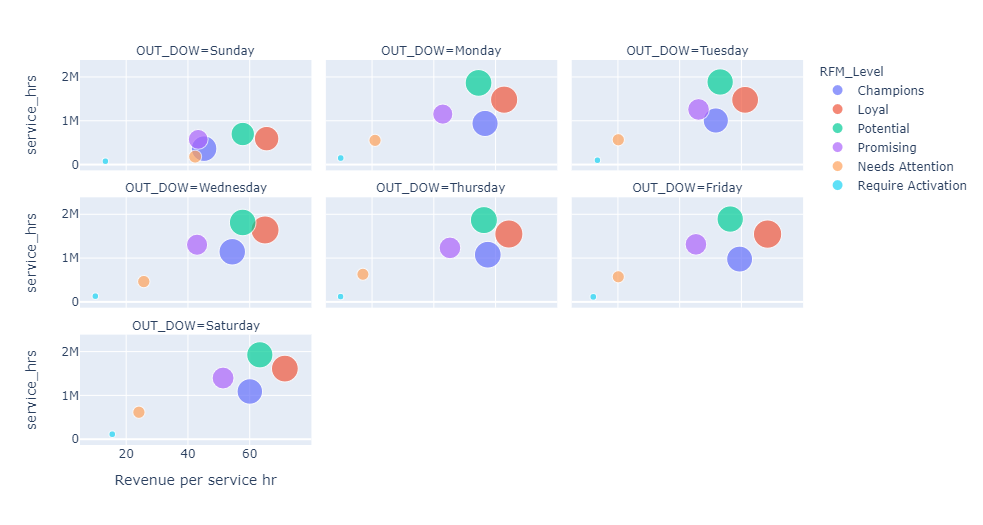 OUT_DOW=Sunday
OUT_DOW=Monday
OUT_DOW=Tuesday
service_hrs
2M
1M
0
RFM_Level
Champions
Loyal
Potential
Promising
Needs Attention
Require Activation
OUT_DOW=Wednesday
OUT_DOW=Thursday
OUT_DOW=Friday
service_hrs
2M
1M
0
OUT_DOW=Saturday
service_hrs
2M
1M
0
20 40 60
Revenue per service hr